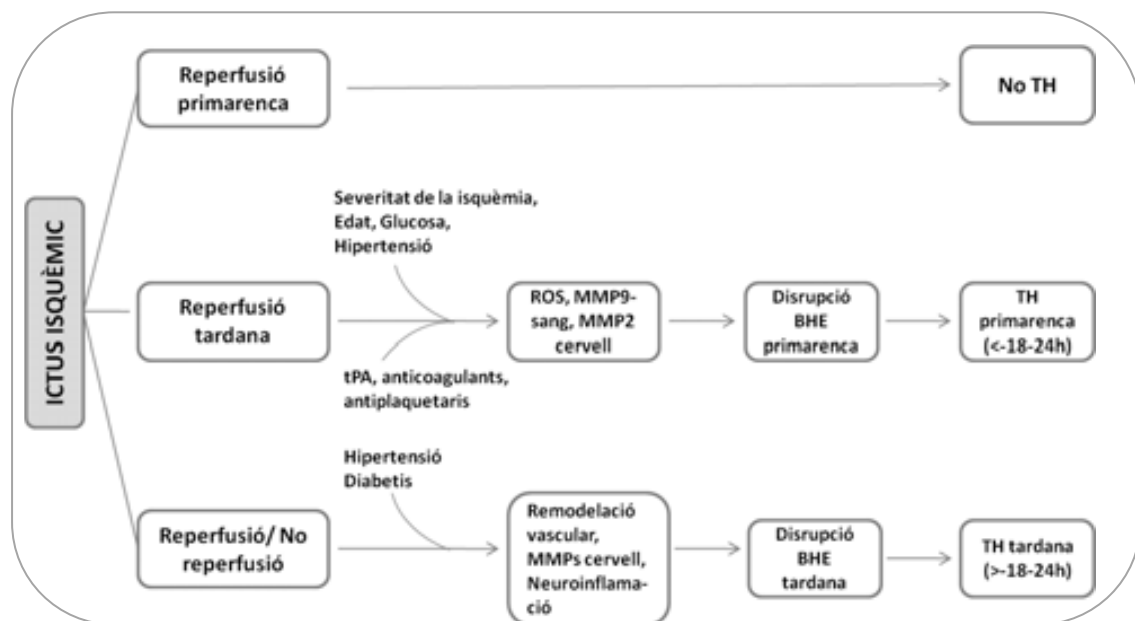 ICTUS ISQUÈMIC
Reperfusió
primarenca
No TH
Severitat de la isquèmia,
Edat, Glucosa,
Hipertensió
Reperfusió
tardana
tPA, anticoagulants,
antiplaquetaris
ROS, MMP9-
sang, MMP2
cervell
Disrupció
BHE
primarenca
TH
primarenca
(<-18-24h)
Hipertensió
Diabetis
Reperfusió/ No
reperfusió
Remodelació
vascular,
MMPs cervell,
Neuroinflama-
ció
Disrupció
BHE
tardana
TH tardana
(>-18-24h)